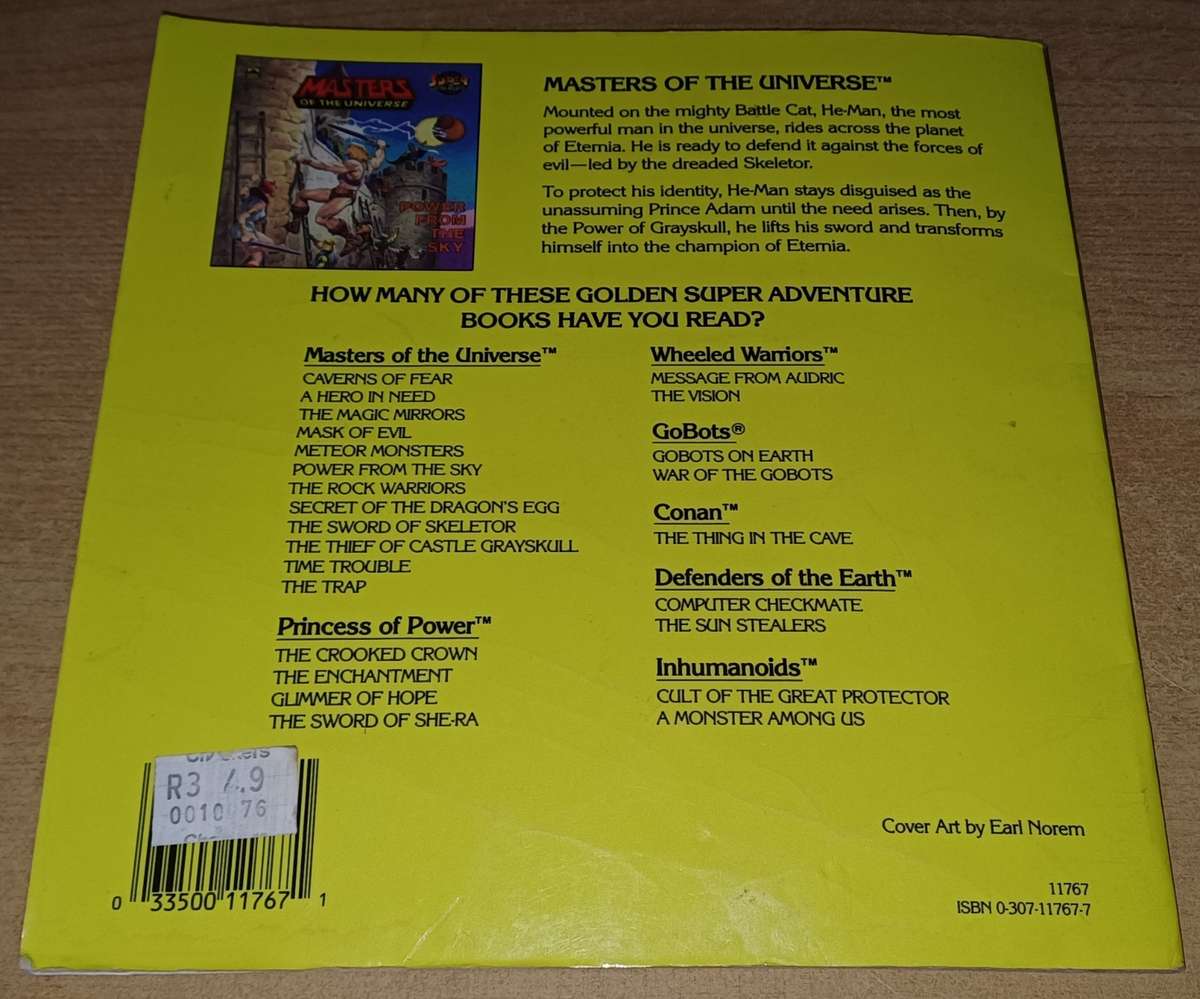 MASTERS
OF THE UNIVERSE
POWER
FROM
THE
SKY
MASTERS OF THE UNIVERSE™
Mounted on the mighty Battle Cat, He-Man, the most
powerful man in the universe, rides across the planet
of Eternia. He is ready to defend it against the forces of
evil—led by the dreaded Skeletor.
To protect his identity, He-Man stays disguised as the
unassuming Prince Adam until the need arises. Then, by
the Power of Grayskull, he lifts his sword and transforms
himself into the champion of Eternia.
HOW MANY OF THESE GOLDEN SUPER ADVENTURE
BOOKS HAVE YOU READ?
Masters of the Universe™
CAVERNS OF FEAR
A HERO IN NEED
THE MAGIC MIRRORS
MASK OF EVIL
METEOR MONSTERS
POWER FROM THE SKY
THE ROCK WARRIORS
SECRET OF THE DRAGON'S EGG
THE SWORD OF SKELETOR
THE THIEF OF CASTLE GRAYSKULL
TIME TROUBLE
THE TRAP
Princess of Power™
THE CROOKED CROWN
THE ENCHANTMENT
GLIMMER OF HOPE
THE SWORD OF SHE-RA
Wheeled Warriors™
MESSAGE FROM AUDRIC
THE VISION
GoBots®
GOBOTS ON EARTH
WAR OF THE GOBOTS
Conan™
THE THING IN THE CAVE
Defenders of the Earth™
COMPUTER CHECKMATE
THE SUN STEALERS
Inhumanoids™
CULT OF THE GREAT PROTECTOR
A MONSTER AMONG US
R3
0 33500 11767 1
Cover Art by Earl Norem
11767
ISBN 0-307-11767-7